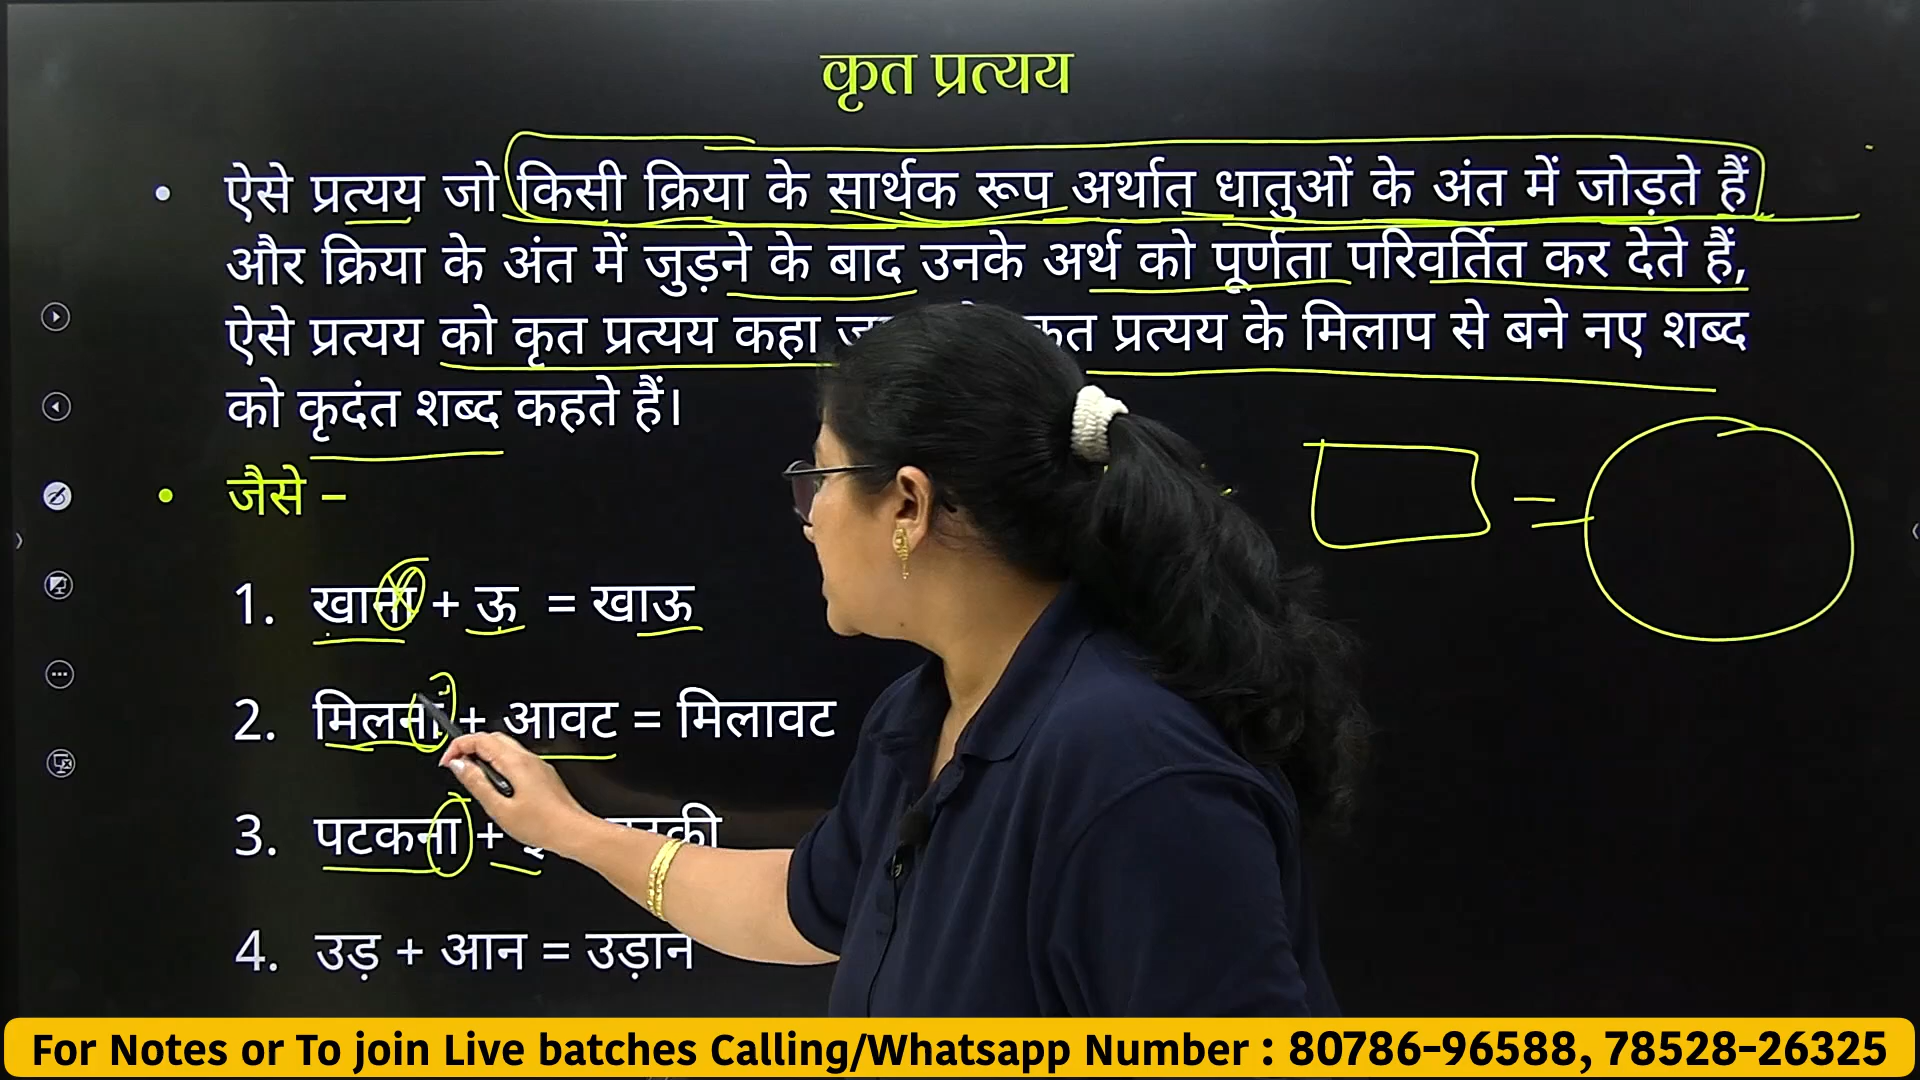 कृत प्रत्यय
• ऐसे प्रत्यय जो किसी क्रिया के सार्थक रूप अर्थात धातुओं के अंत में जोड़ते हैं
और क्रिया के अंत में जुड़ने के बाद उनके अर्थ को पूर्णता परिवर्तित कर देते हैं,
ऐसे प्रत्यय को कृत प्रत्यय कहा प्रत्यय के मिलाप से बने नए शब्द
को कृदंत शब्द कहते हैं।
• जैसे –
1. खाना + ऊ = खाऊ
2. मिलना + आवट = मिलावट
3. पटकना +
4. उड़ + आन = उड़ान
For Notes or To join Live batches Calling/Whatsapp Number : 80786-96588, 78528-26325